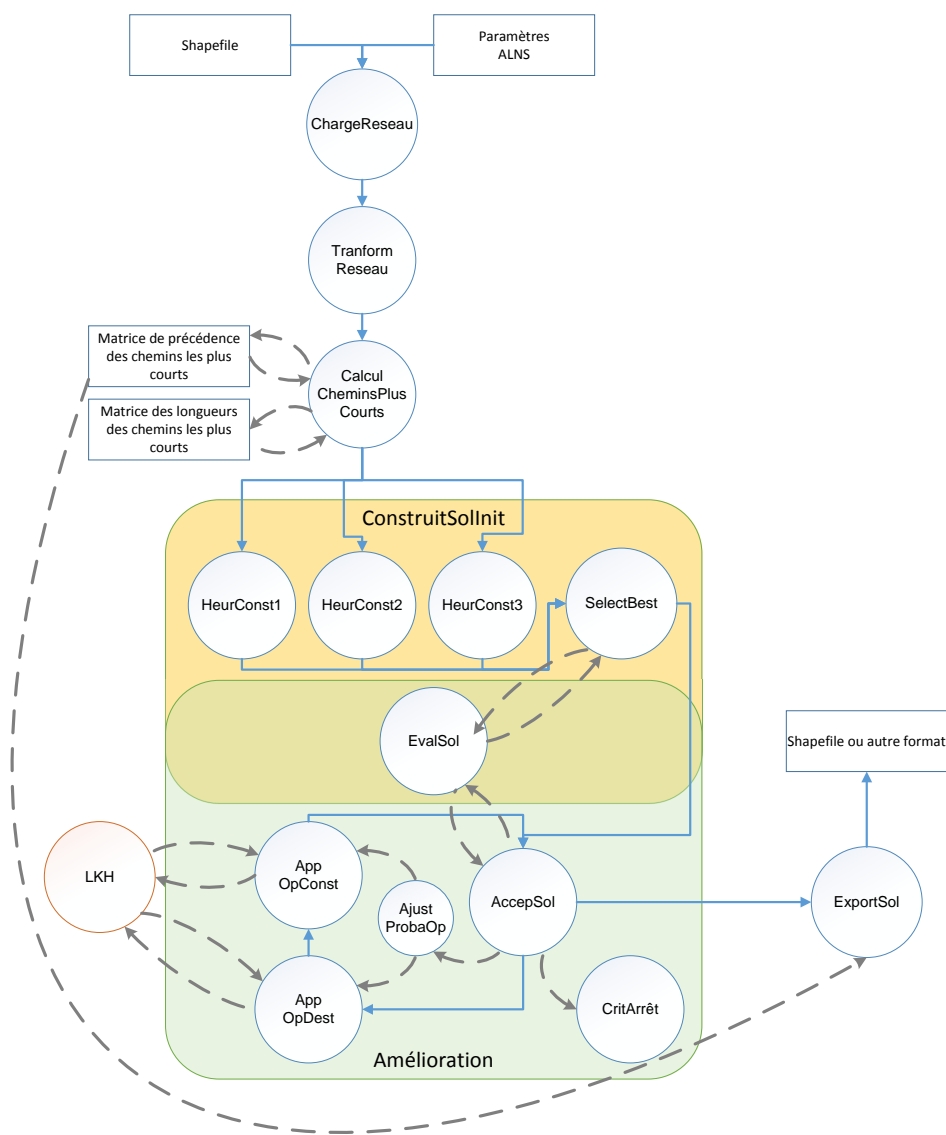 Shapefile
Paramètres
ALNS
ChargeReseau
Tranform
Reseau
Matrice de précédence
des chemins les plus
courts
Calcul
CheminsPlus
Courts
Matrice des longueurs
des chemins les plus
courts
ConstruitSolInit
HeurConst1
HeurConst2
HeurConst3
SelectBest
EvalSol
Shapefile ou autre format
LKH
App
OpConst
Ajust
ProbaOp
AccepSol
ExportSol
App
OpDest
CritArrêt
Amélioration